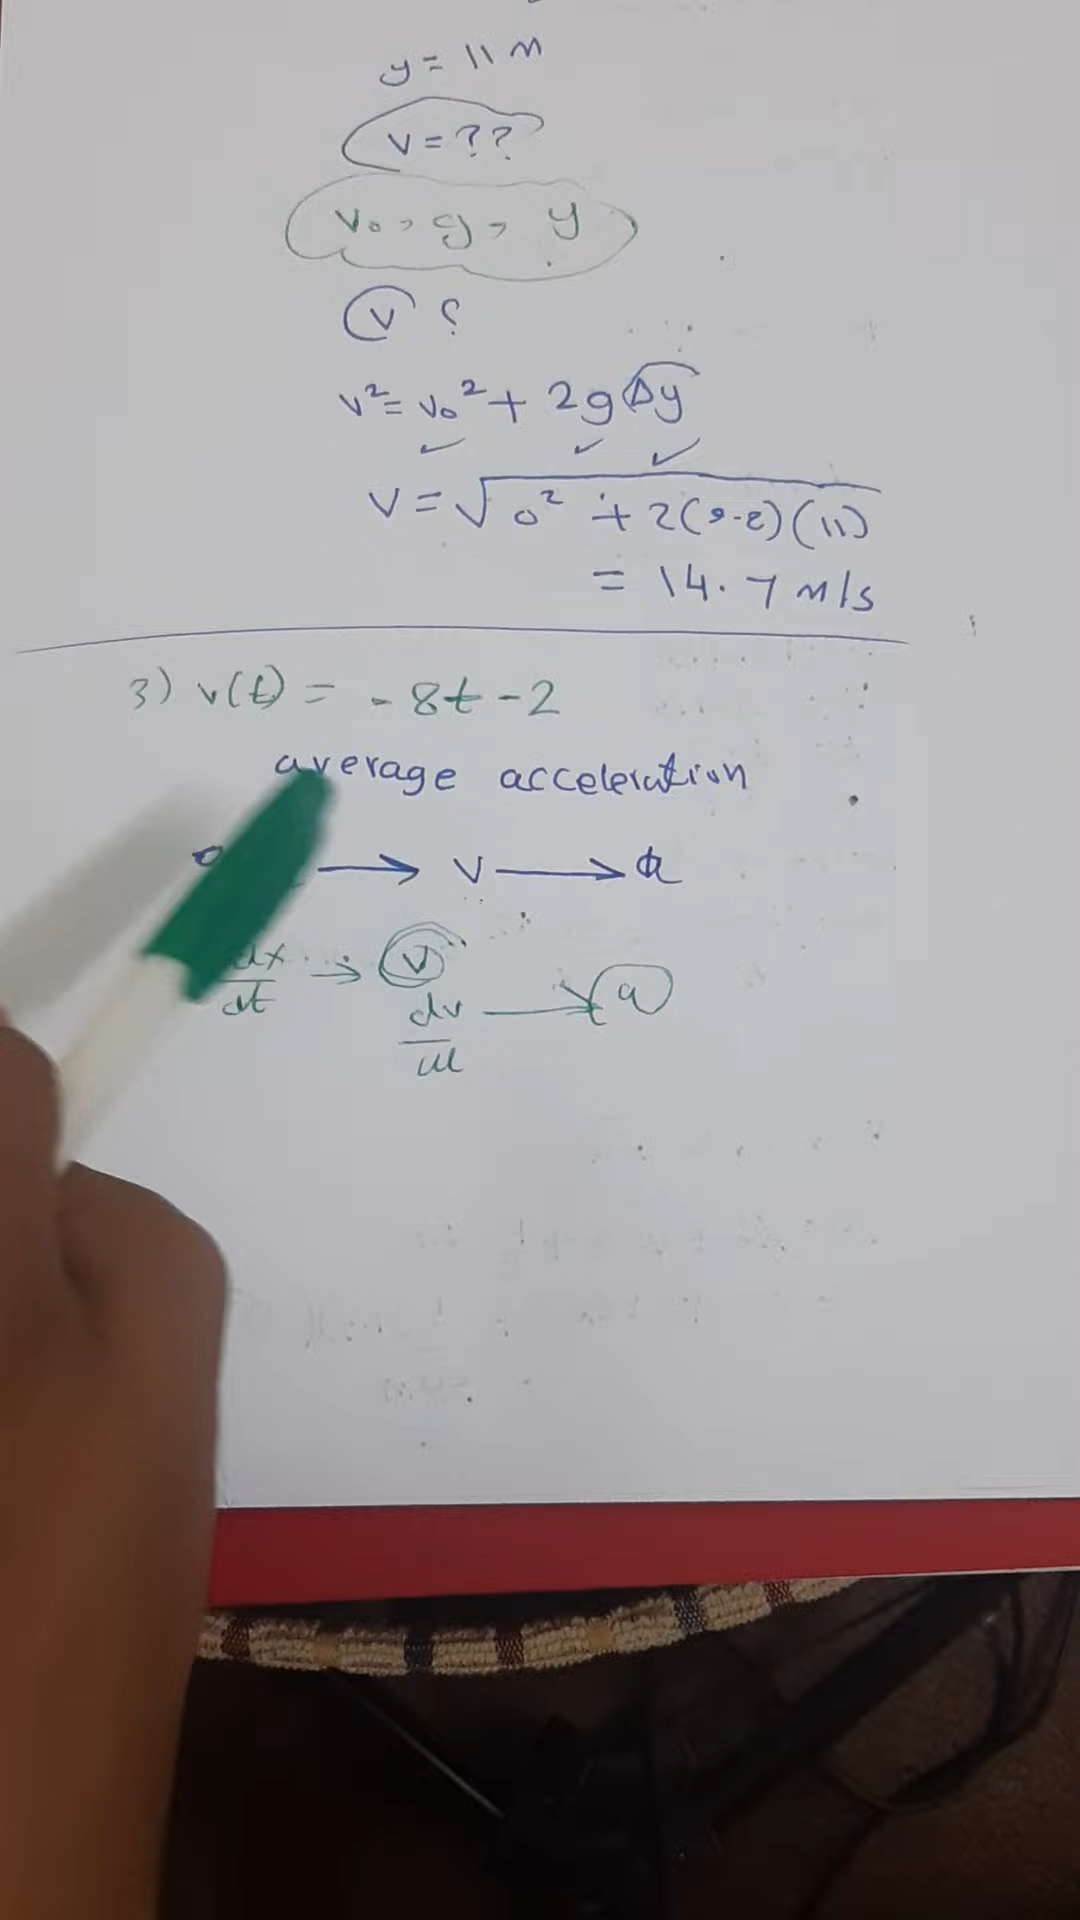 y = 11 m
v = ??
v₀, g, y
v ?
v² = v₀² + 2gΔy
v = √0² + 2(9.8)(11)
= 14.7 m/s
3) v(t) = -8t - 2
average acceleration
→ v → a
dx/dt → v
dv/dt → a